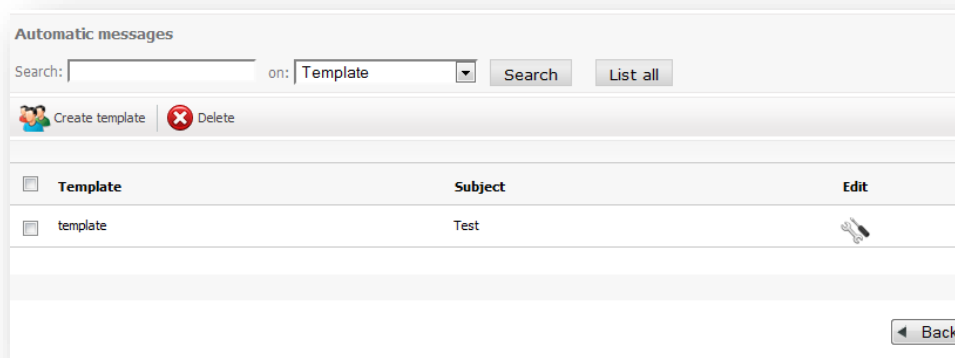 Automatic messages
Search: on: Template Search List all
Create template Delete
Template Subject Edit
template Test
Back